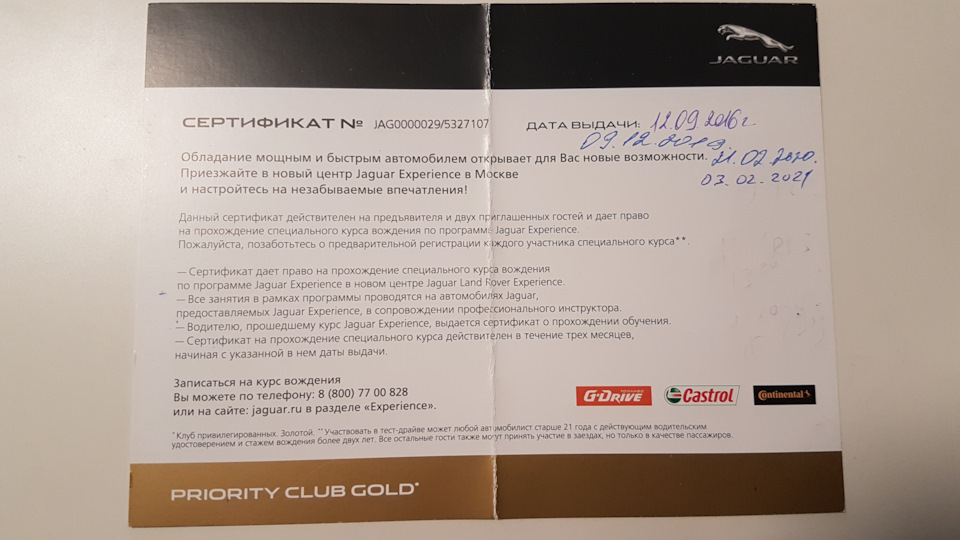 JAGUAR
СЕРТИФИКАТ № JAG0000029/5327107 ДАТА ВЫДАЧИ: 12.09.2016г.
09.12.2019.
Обладание мощным и быстрым автомобилем открывает для Вас новые возможности. 21.02.2020.
Приезжайте в новый центр Jaguar Experience в Москве 03.02.2021
и настройтесь на незабываемые впечатления!
Данный сертификат действителен на предъявителя и двух приглашенных гостей и дает право
на прохождение специального курса вождения по программе Jaguar Experience.
Пожалуйста, позаботьтесь о предварительной регистрации каждого участника специального курса**.
— Сертификат дает право на прохождение специального курса вождения
по программе Jaguar Experience в новом центре Jaguar Land Rover Experience.
— Все занятия в рамках программы проводятся на автомобилях Jaguar,
предоставляемых Jaguar Experience, в сопровождении профессионального инструктора.
— Водителю, прошедшему курс Jaguar Experience, выдается сертификат о прохождении обучения.
— Сертификат на прохождение специального курса действителен в течение трех месяцев,
начиная с указанной в нем даты выдачи.
Записаться на курс вождения
Вы можете по телефону: 8 (800) 77 00 828
или на сайте: jaguar.ru в разделе «Experience».
G-DRIVE Castrol Continental
*Клуб привилегированных. Золотой. **Участвовать в тест-драйве может любой автомобилист старше 21 года с действующим водительским
удостоверением и стажем вождения более двух лет. Все остальные гости также могут принять участие в заездах, но только в качестве пассажиров.
PRIORITY CLUB GOLD*